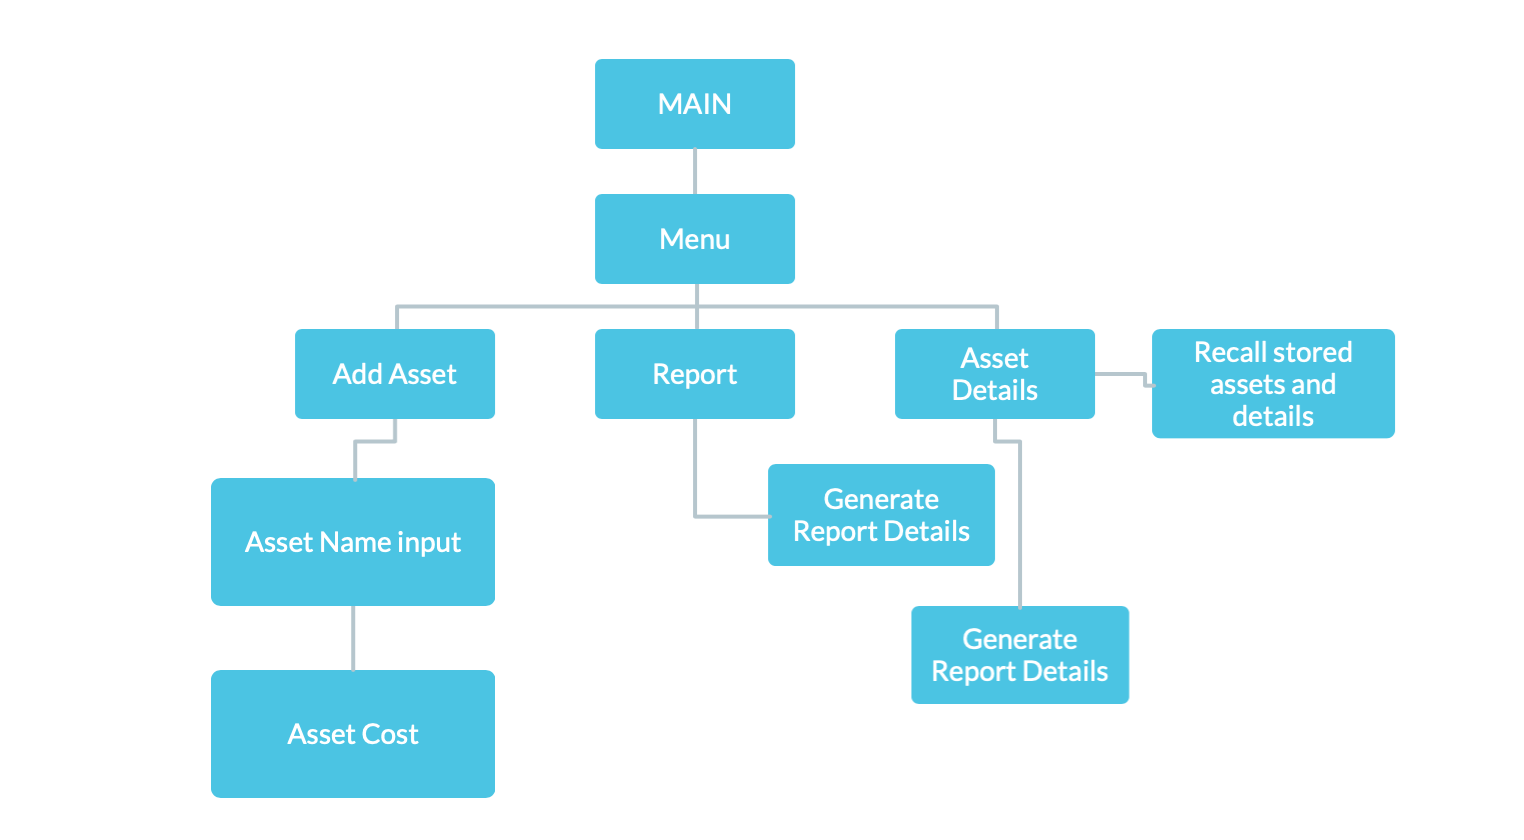 MAIN
Menu
Add Asset
Report
Asset
Details
Recall stored
assets and
details
Asset Name input
Generate
Report Details
Generate
Report Details
Asset Cost